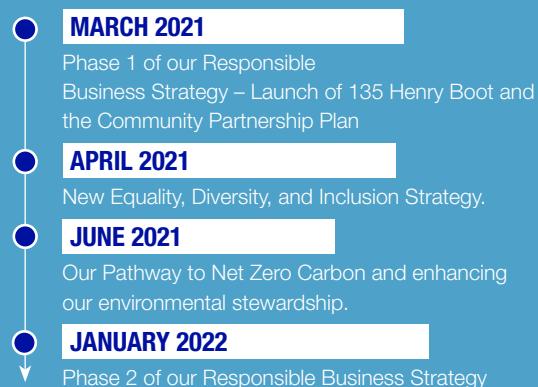 MARCH 2021
Phase 1 of our Responsible
Business Strategy – Launch of 135 Henry Boot and
the Community Partnership Plan
APRIL 2021
New Equality, Diversity, and Inclusion Strategy.
JUNE 2021
Our Pathway to Net Zero Carbon and enhancing
our environmental stewardship.
JANUARY 2022
Phase 2 of our Responsible Business Strategy